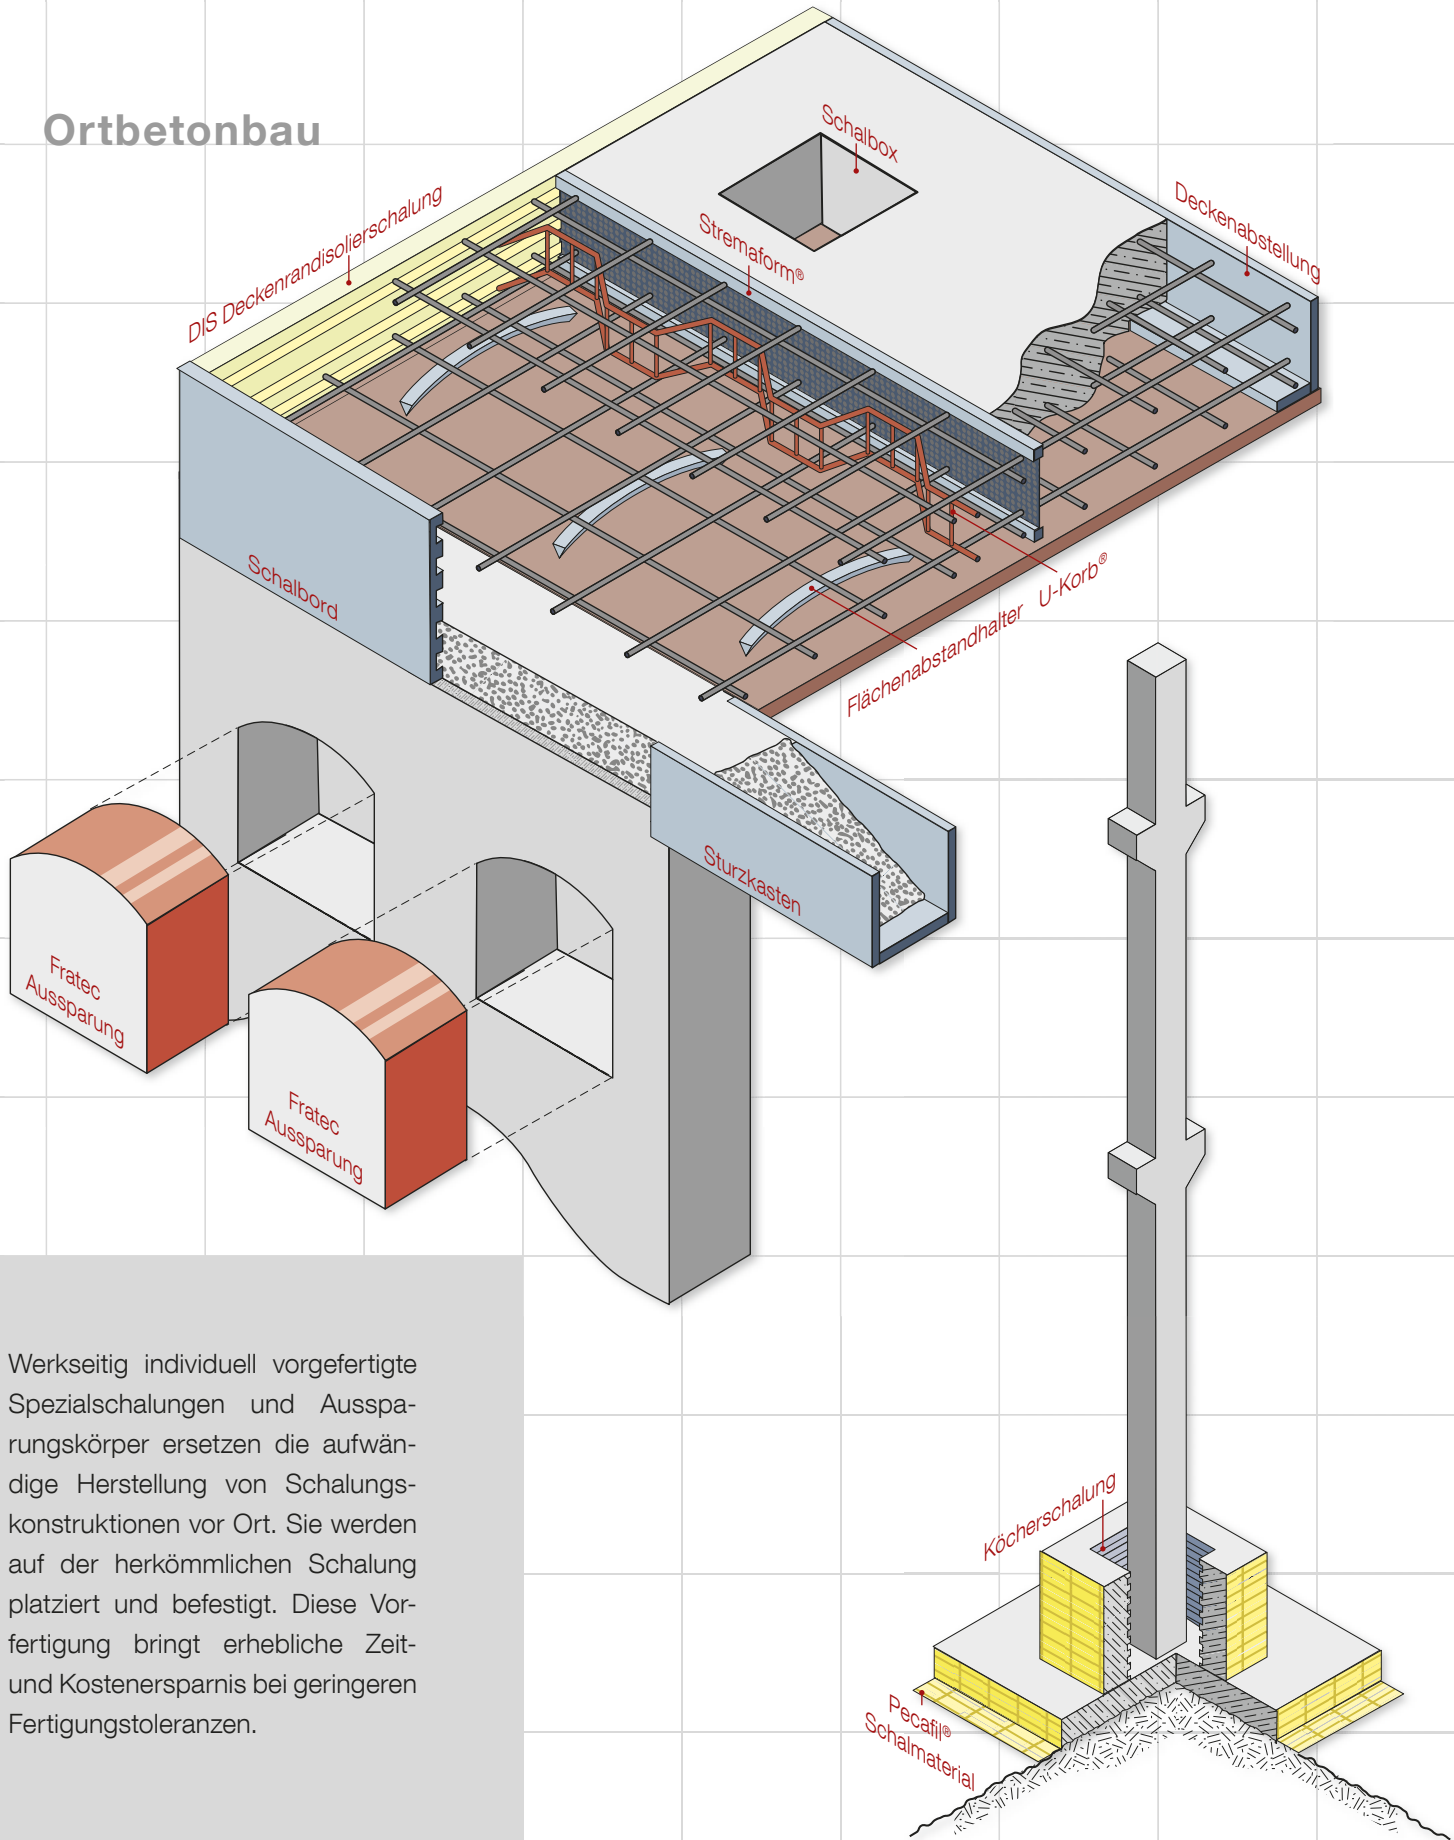 Ortbetonbau
Schalbox
DIS Deckenrandisolierschalung
Stremaform®
Deckenabstellung
Schalbord
U-Korb®
Flächenabstandhalter
Sturzkasten
Fratec
Aussparung
Fratec
Aussparung
Werkseitig individuell vorgefertigte
Spezialschalungen und Ausspa-
rungskörper ersetzen die aufwän-
dige Herstellung von Schalungs-
konstruktionen vor Ort. Sie werden
auf der herkömmlichen Schalung
platziert und befestigt. Diese Vor-
fertigung bringt erhebliche Zeit-
und Kostenersparnis bei geringeren
Fertigungstoleranzen.
Köcherschalung
Pecafil®
Schalmaterial